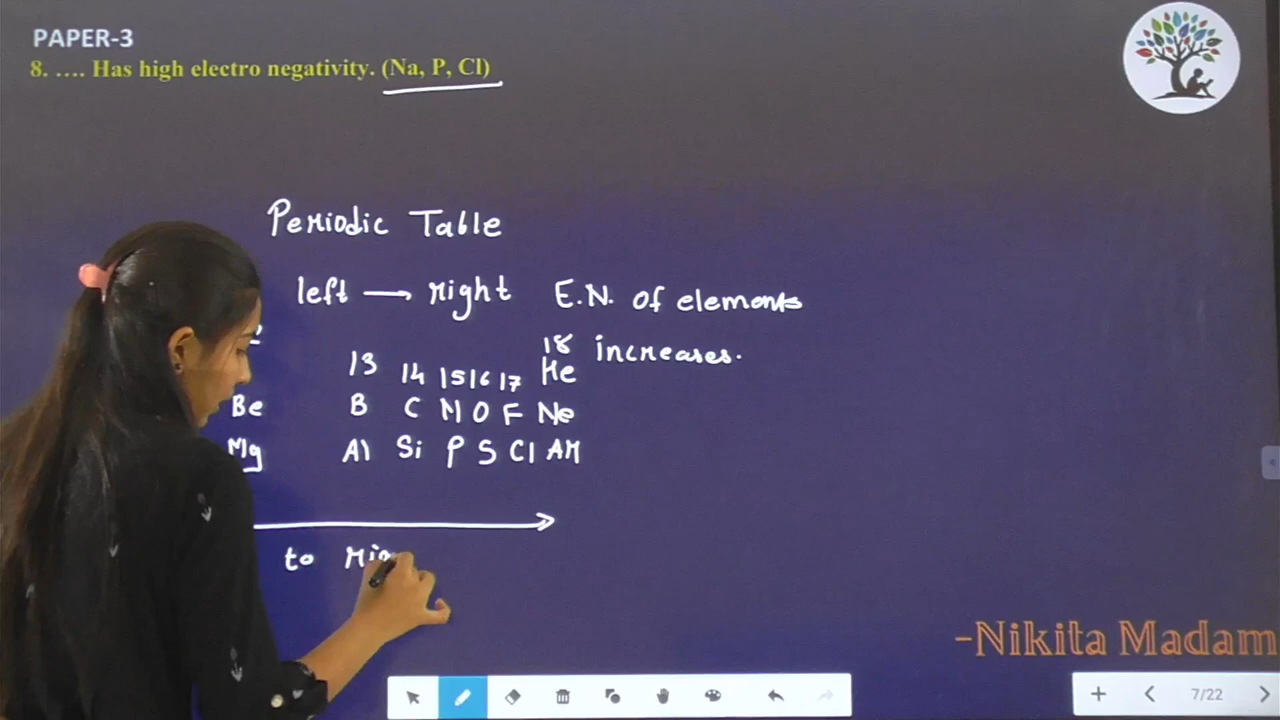 PAPER-3
8. .... Has high electro negativity. (Na, P, Cl)
Periodic Table
left → right E.N. of elements
increases.
13 14 15 16 17 18
He
Be B C N O F Ne
Mg Al Si P S Cl Ar
to
-Nikita Madam
7/22